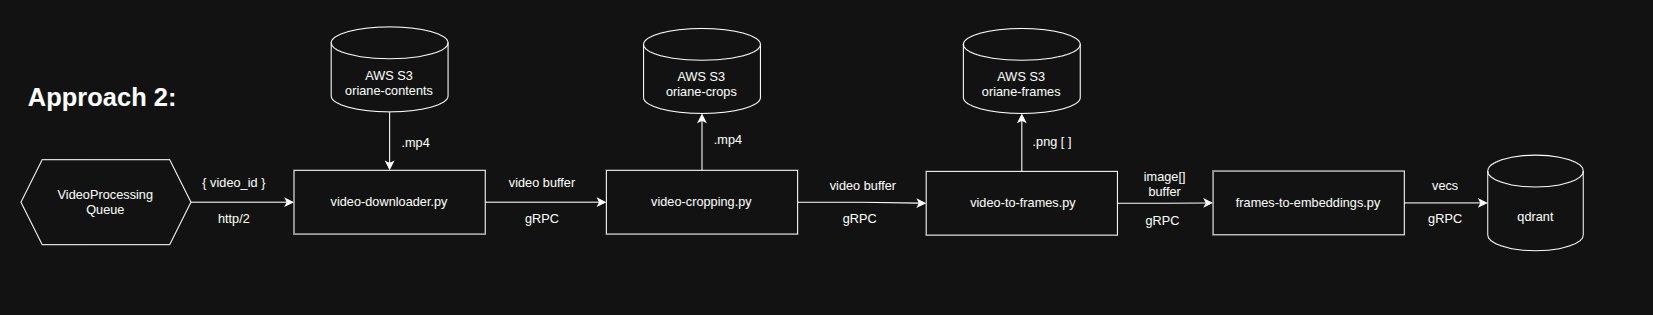 Approach 2:
VideoProcessing
Queue
{ video_id }
http/2
AWS S3
oriane-contents
.mp4
video-downloader.py
video buffer
gRPC
AWS S3
oriane-crops
.mp4
video-cropping.py
video buffer
gRPC
AWS S3
oriane-frames
.png [ ]
video-to-frames.py
image[]
buffer
gRPC
frames-to-embeddings.py
vecs
gRPC
qdrant